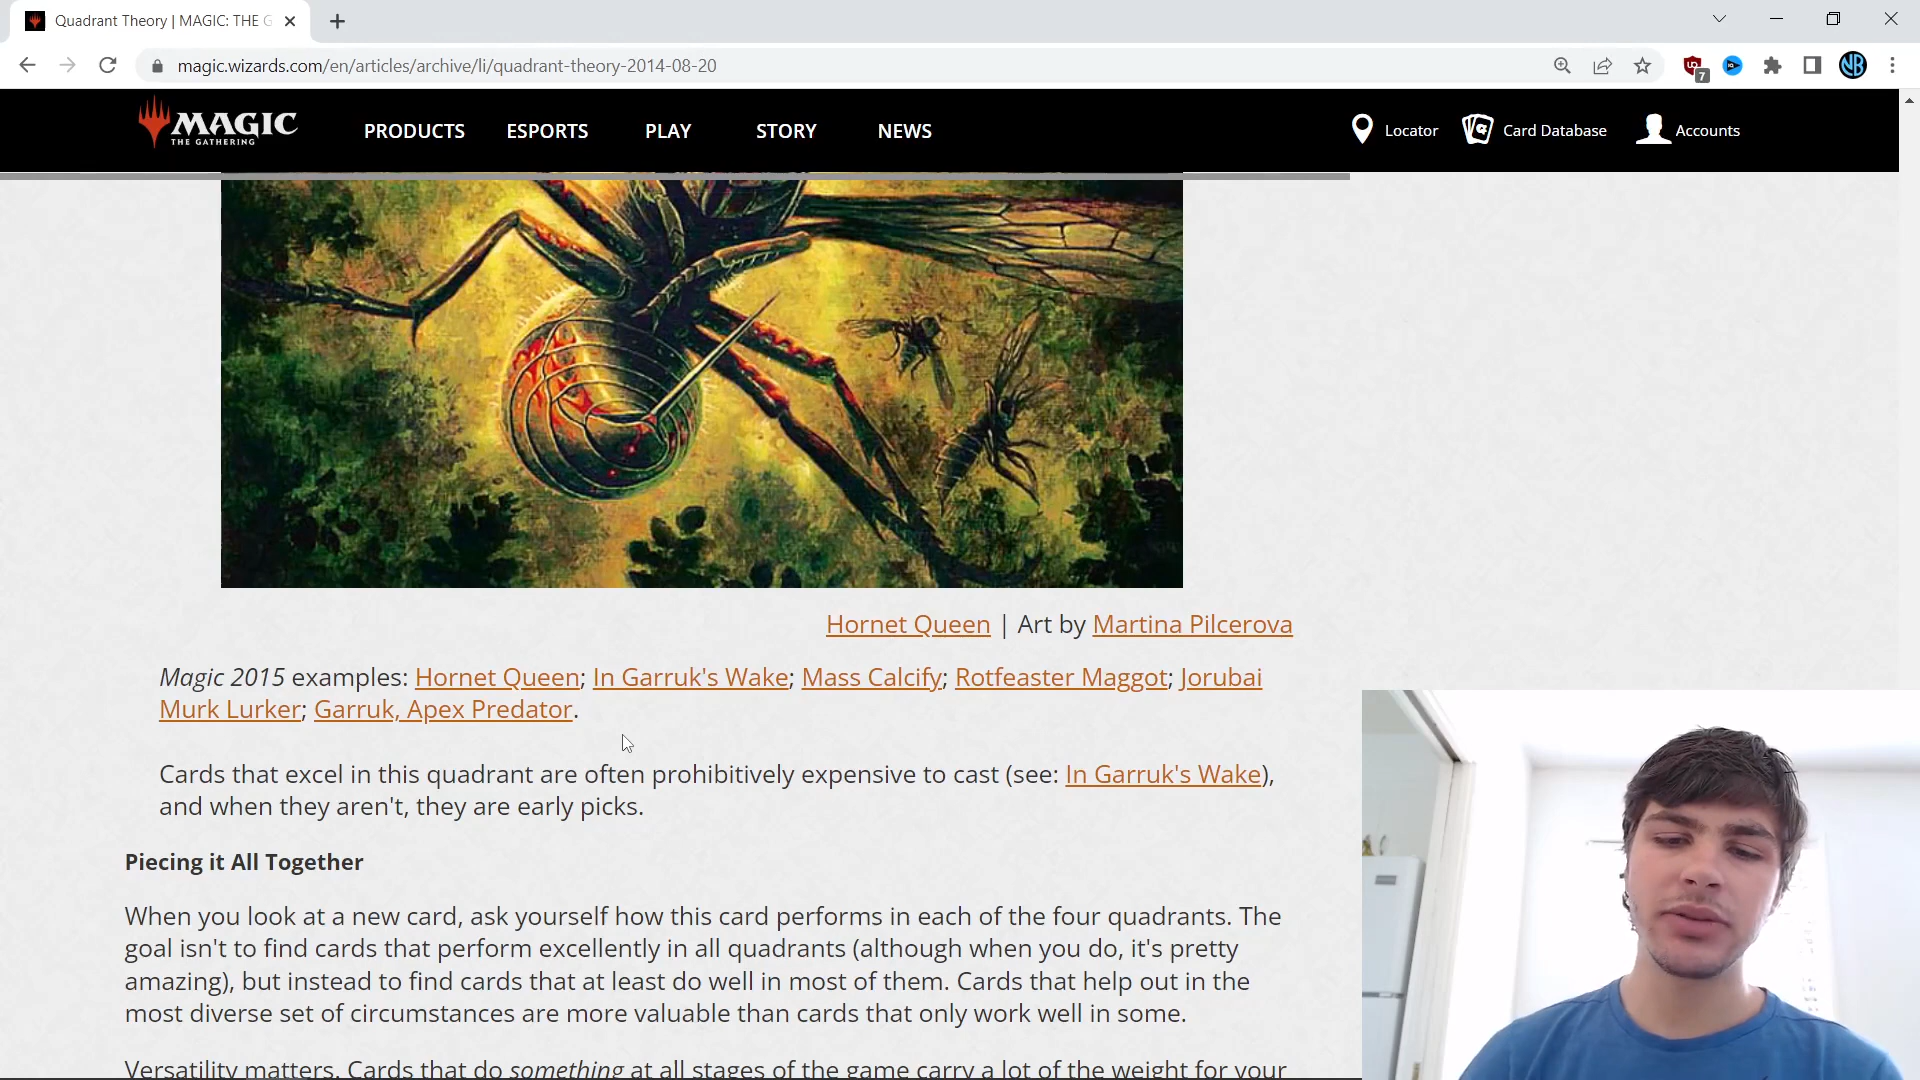 Quadrant Theory | MAGIC: THE G
magic.wizards.com/en/articles/archive/li/quadrant-theory-2014-08-20
7
NB
MAGIC
THE GATHERING
PRODUCTS ESPORTS PLAY STORY NEWS
Locator Card Database Accounts
Hornet Queen | Art by Martina Pilcerova
Magic 2015 examples: Hornet Queen; In Garruk's Wake; Mass Calcify; Rotfeaster Maggot; Jorubai
Murk Lurker; Garruk, Apex Predator.
Cards that excel in this quadrant are often prohibitively expensive to cast (see: In Garruk's Wake),
and when they aren't, they are early picks.
Piecing it All Together
When you look at a new card, ask yourself how this card performs in each of the four quadrants. The
goal isn't to find cards that perform excellently in all quadrants (although when you do, it's pretty
amazing), but instead to find cards that at least do well in most of them. Cards that help out in the
most diverse set of circumstances are more valuable than cards that only work well in some.
Versatility matters. Cards that do something at all stages of the game carry a lot of the weight for your